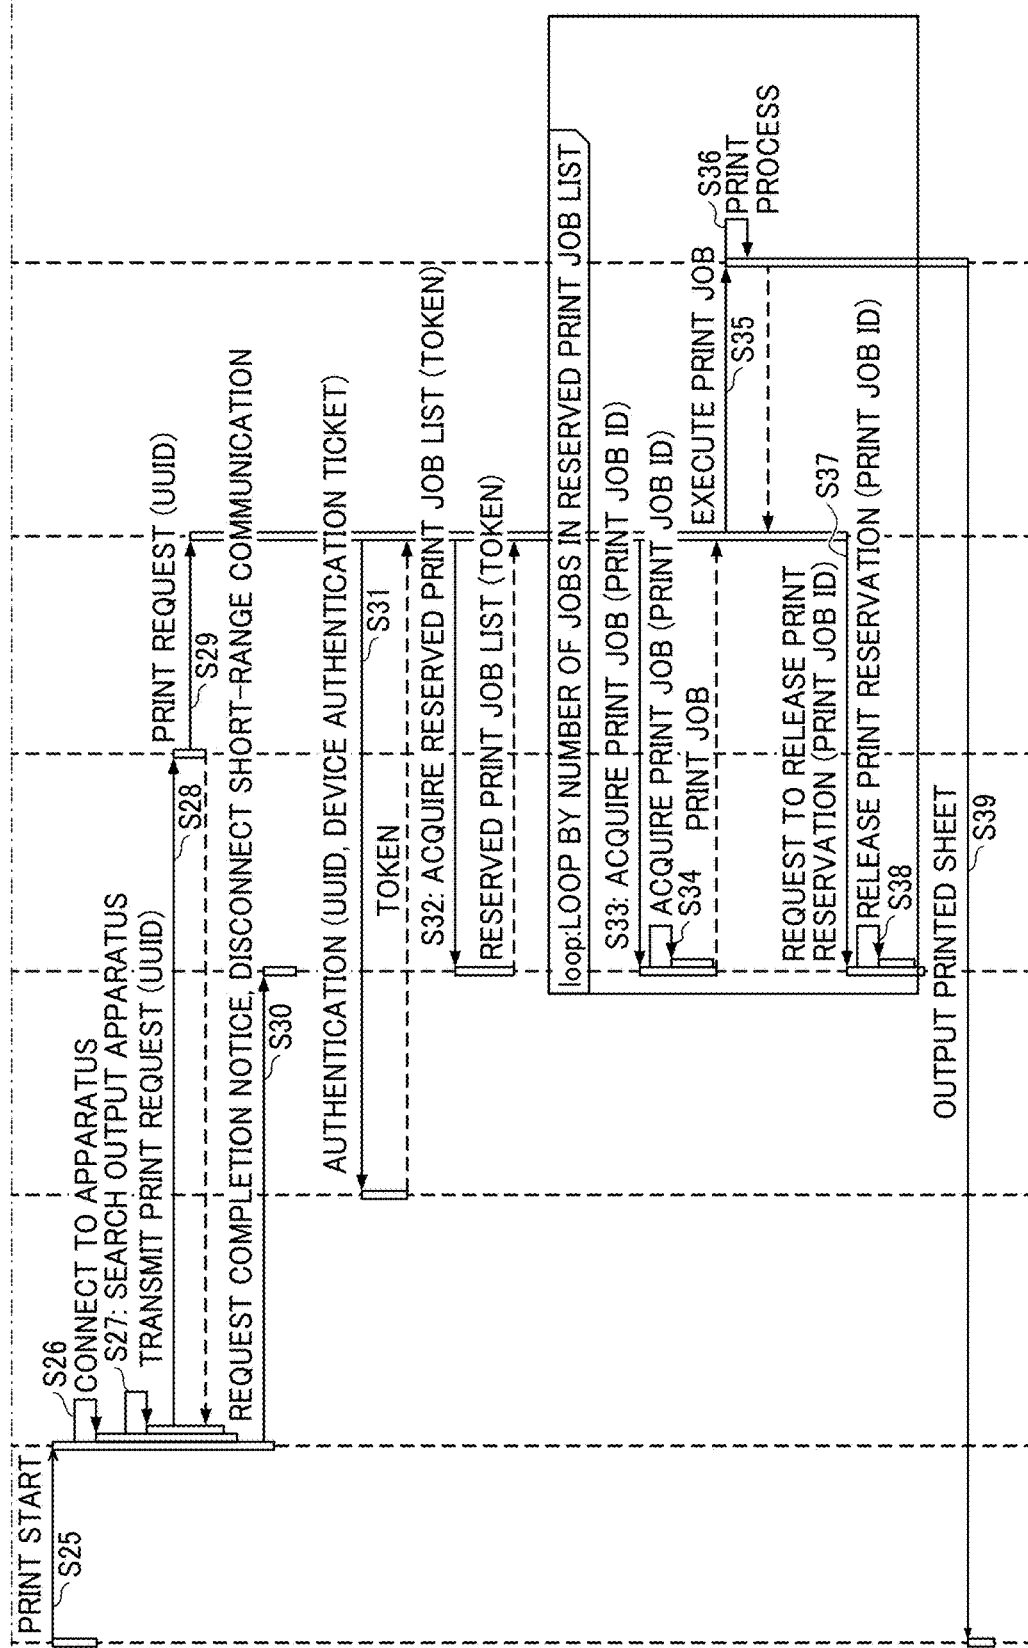 PRINT START
S25
S26
CONNECT TO APPARATUS
S27: SEARCH OUTPUT APPARATUS
TRANSMIT PRINT REQUEST (UUID)
S28
PRINT REQUEST (UUID)
S29
REQUEST COMPLETION NOTICE, DISCONNECT SHORT-RANGE COMMUNICATION
S30
AUTHENTICATION (UUID, DEVICE AUTHENTICATION TICKET)
S31
TOKEN
S32: ACQUIRE RESERVED PRINT JOB LIST (TOKEN)
RESERVED PRINT JOB LIST (TOKEN)
loop:LOOP BY NUMBER OF JOBS IN RESERVED PRINT JOB LIST
S33: ACQUIRE PRINT JOB (PRINT JOB ID)
ACQUIRE PRINT JOB (PRINT JOB ID)
S34
PRINT JOB
EXECUTE PRINT JOB
S35
S36
PRINT
PROCESS
REQUEST TO RELEASE PRINT
RESERVATION (PRINT JOB ID)
S37
RELEASE PRINT RESERVATION (PRINT JOB ID)
S38
OUTPUT PRINTED SHEET
S39